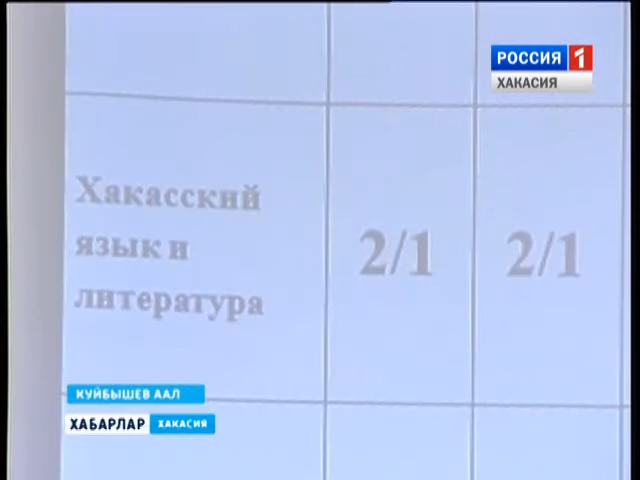 РОССИЯ 1
ХАКАСИЯ
Хакасский
язык и
литература
2/1
2/1
КУЙБЫШЕВ ААЛ
ХАБАРЛАР ХАКАСИЯ